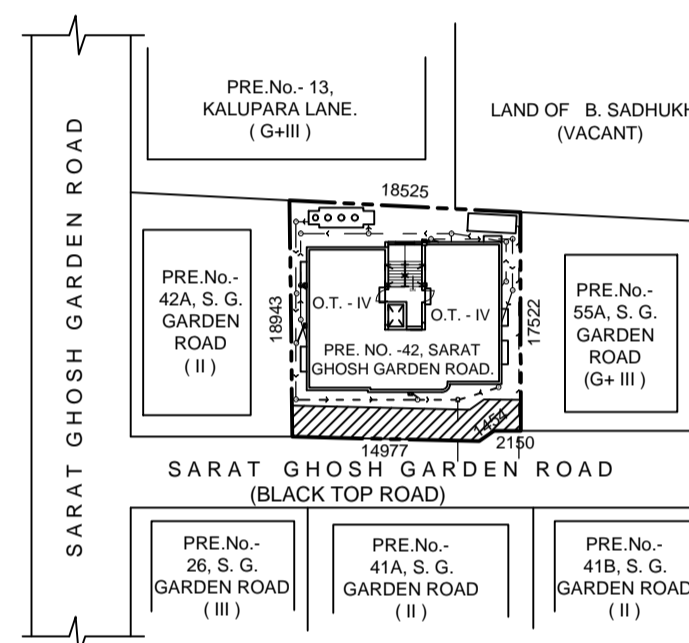 PRE.No.- 13,
KALUPARA LANE.
( G+III )
LAND OF B. SADHUKH
(VACANT)
SARAT GHOSH GARDEN ROAD
18525
PRE.No.-
42A, S. G.
GARDEN
ROAD
( II )
18943
O.T. - IV
O.T. - IV
PRE. NO. -42, SARAT
GHOSH GARDEN ROAD.
17522
PRE.No.-
55A, S. G.
GARDEN
ROAD
(G+ III )
1454
14977
2150
SARAT GHOSH GARDEN ROAD
(BLACK TOP ROAD)
PRE.No.-
26, S. G.
GARDEN ROAD
( III )
PRE.No.-
41A, S. G.
GARDEN ROAD
( II )
PRE.No.-
41B, S. G.
GARDEN ROAD
( II )